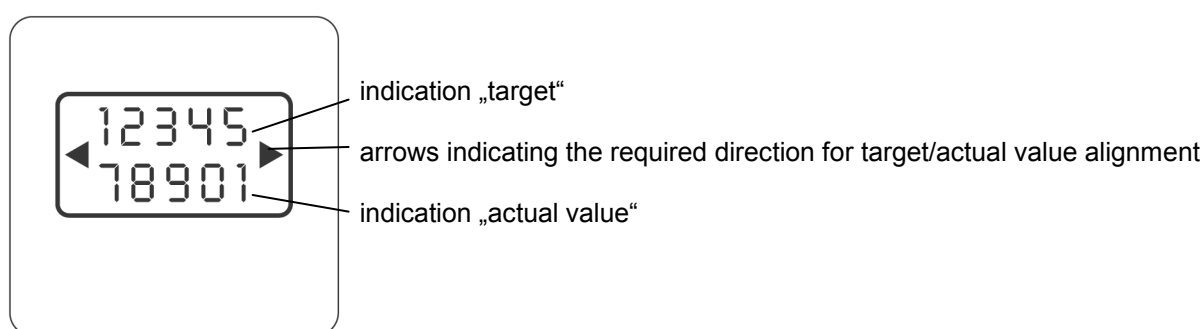 12345
78901
indication „target“
arrows indicating the required direction for target/actual value alignment
indication „actual value“